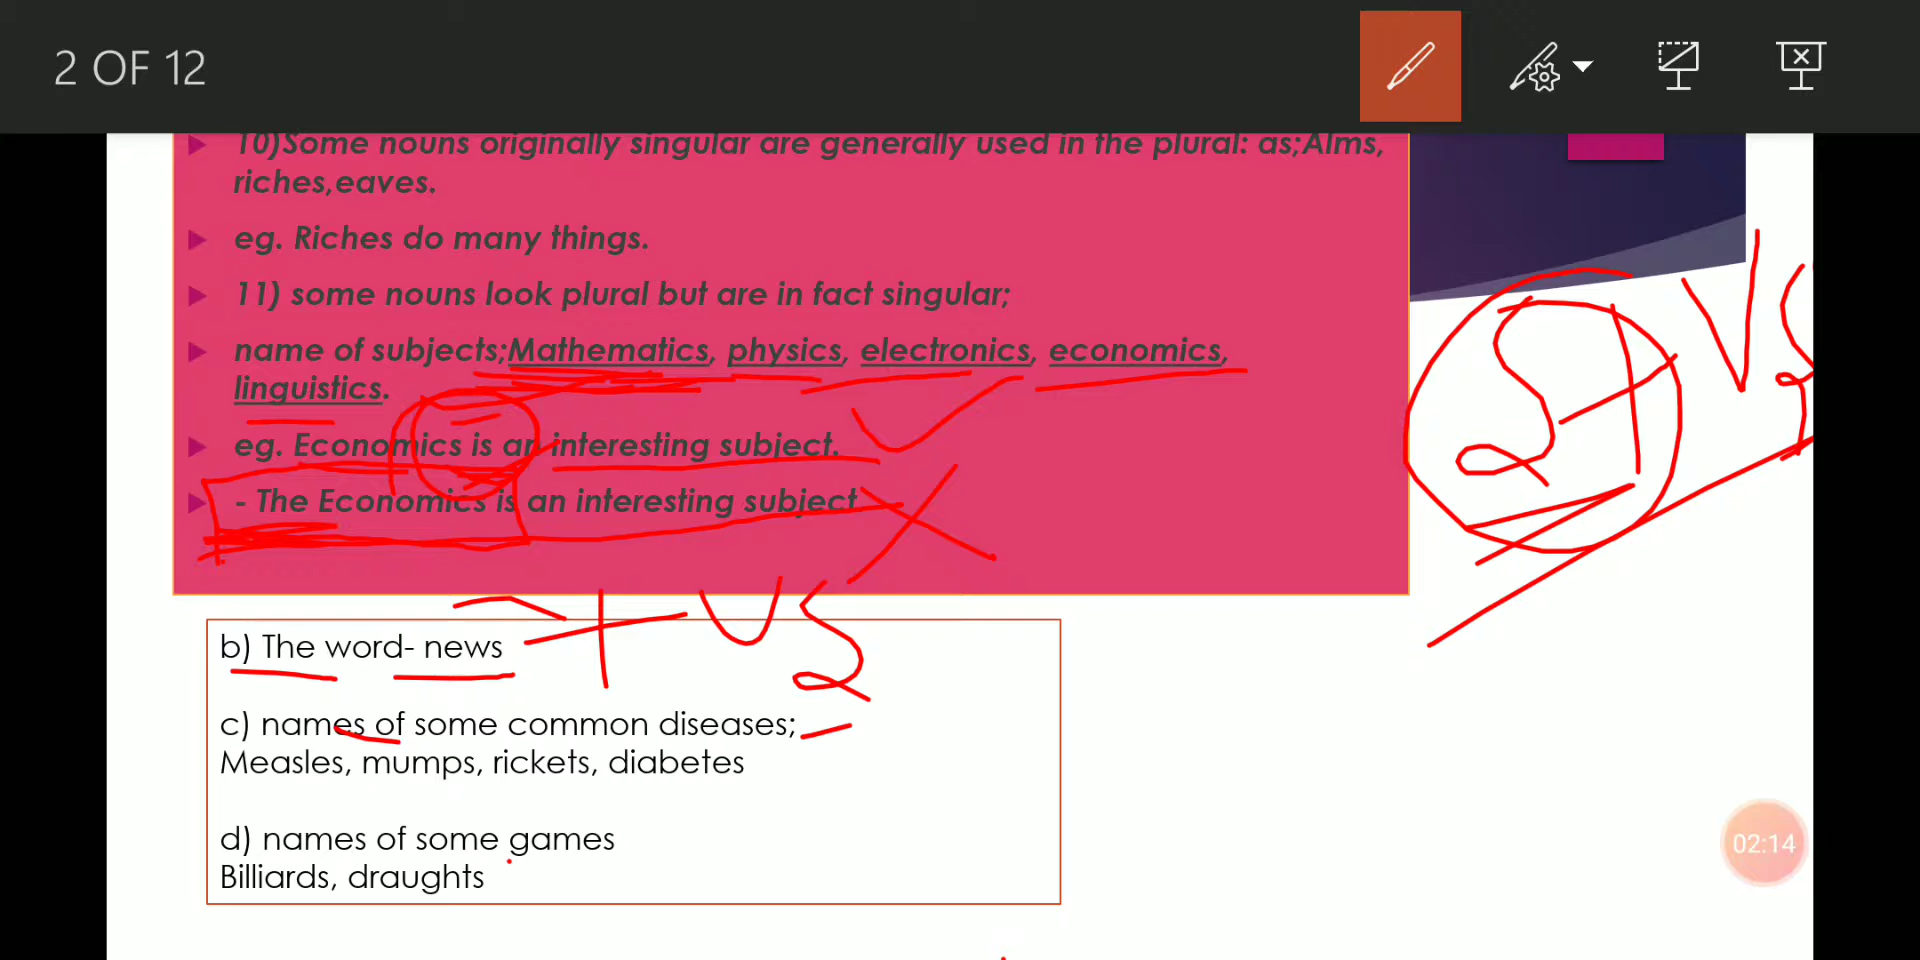 2 OF 12
10)Some nouns originally singular are generally used in the plural: as;Alms,
riches,eaves.
eg. Riches do many things.
11) some nouns look plural but are in fact singular;
name of subjects;Mathematics, physics, electronics, economics,
linguistics.
eg. Economics is an interesting subject.
- The Economics is an interesting subject.
b) The word- news
c) names of some common diseases;
Measles, mumps, rickets, diabetes
d) names of some games
Billiards, draughts
02:14